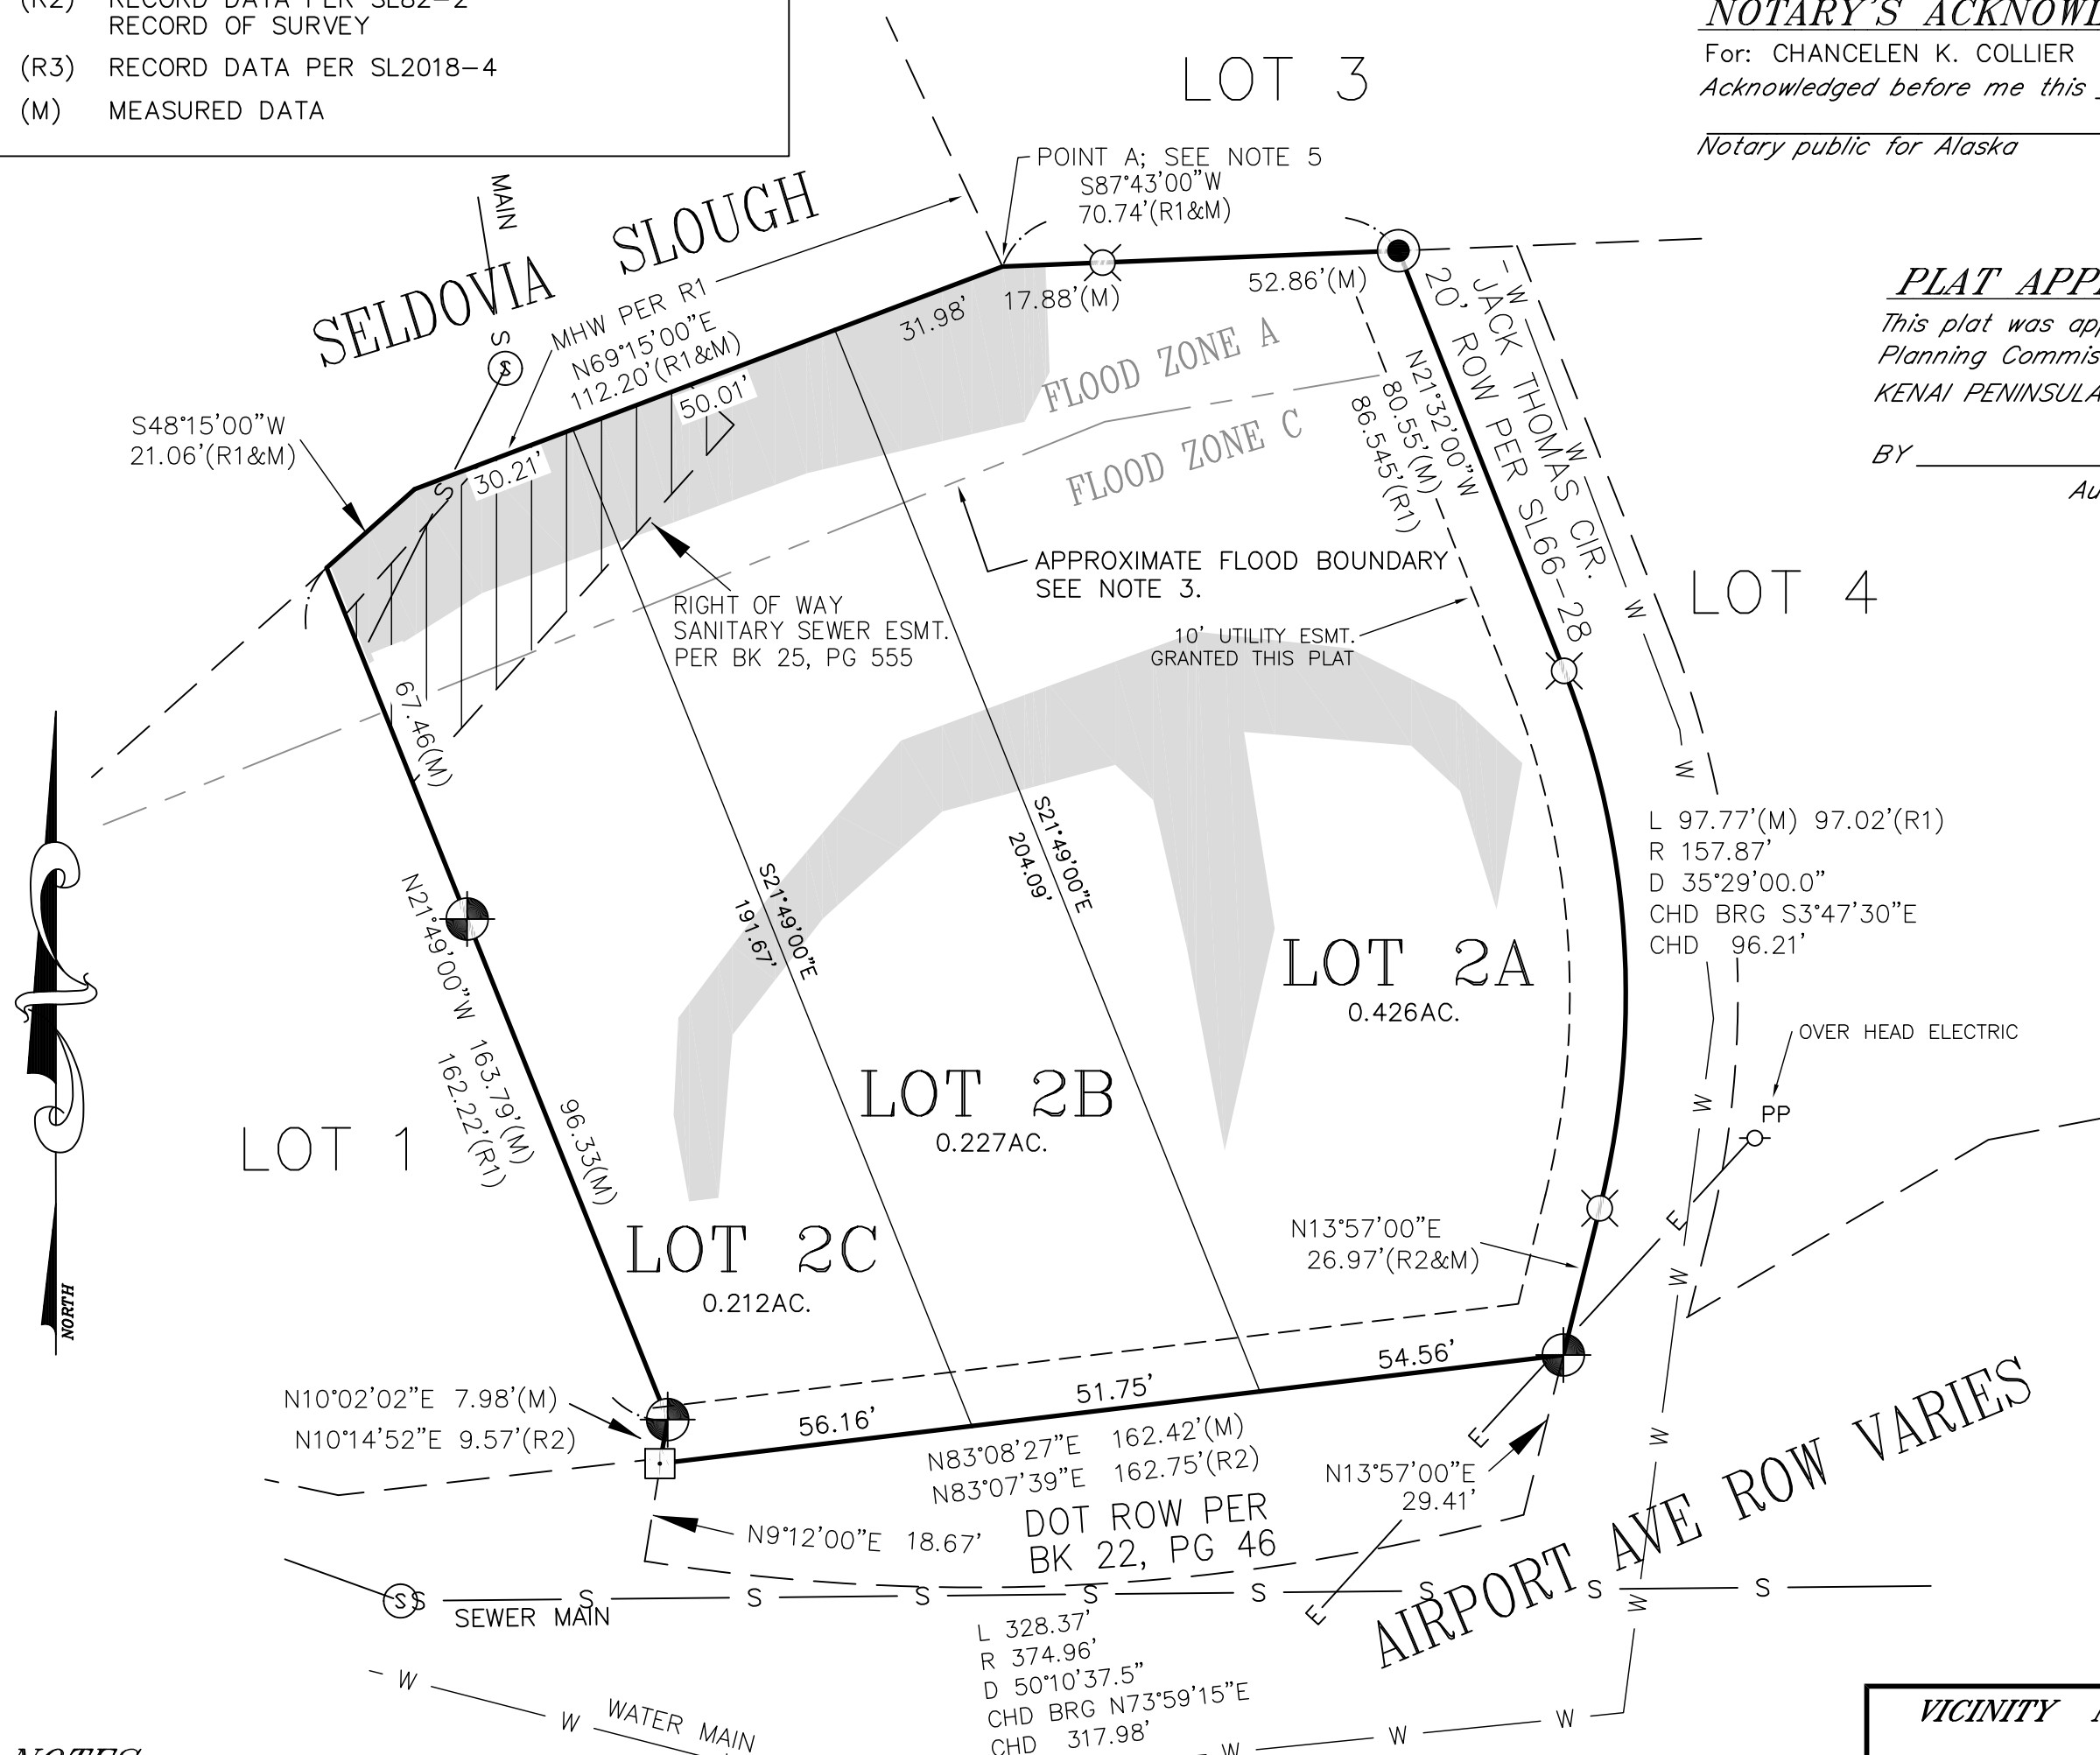 (R2) RECORD DATA PER SL82-2
RECORD OF SURVEY
(R3) RECORD DATA PER SL2018-4
(M) MEASURED DATA
NOTARY'S
For: CHANCELEN K. COLLIER
Acknowledged before me this
Notary public for Alaska
PLAT
This plat was
Planning
KENAI PENINSULA
BY
LOT 3
POINT A; SEE NOTE 5
S87°43'00"W
70.74'(R1&M)
MAIN
S
S
SELDOVIA SLOUGH
MHW PER R1
N69°15'00"E
112.20'(R1&M)
31.98'
17.88'(M)
52.86'(M)
50.01'
30.21'
S
S48°15'00"W
21.06'(R1&M)
FLOOD ZONE A
FLOOD ZONE C
N21°32'00"W
80.55'(M)
86.545'(R1)
20' ROW PER SL66-28
JACK THOMAS CIR.
W
W
W
W
W
LOT 4
APPROXIMATE FLOOD BOUNDARY
SEE NOTE 3.
RIGHT OF WAY
SANITARY SEWER ESMT.
PER BK 25, PG 555
10' UTILITY ESMT.
GRANTED THIS PLAT
67.46(M)
L 97.77'(M) 97.02'(R1)
R 157.87'
D 35°29'00.0"
CHD BRG S3°47'30"E
CHD 96.21'
S21°49'00"E
204.09'
S21°49'00"E
191.67'
N21°49'00"W 163.79'(M)
162.22'(R1)
96.33(M)
LOT 2A
0.426AC.
OVER HEAD ELECTRIC
PP
LOT 2B
0.227AC.
LOT 1
LOT 2C
0.212AC.
NORTH
N13°57'00"E
26.97'(R2&M)
W
E
W
N10°02'02"E 7.98'(M)
N10°14'52"E 9.57'(R2)
56.16'
51.75'
54.56'
N83°08'27"E 162.42'(M)
N83°07'39"E 162.75'(R2)
E
W
N13°57'00"E
29.41'
N9°12'00"E 18.67'
DOT ROW PER
BK 22, PG 46
AIRPORT AVE ROW VARIES
S S S S S S S S S S
E
W
SEWER MAIN
L 328.37'
R 374.96'
D 50°10'37.5"
CHD BRG N73°59'15"E
CHD 317.98'
W
W
WATER MAIN
W W W
VICINITY
NOTES